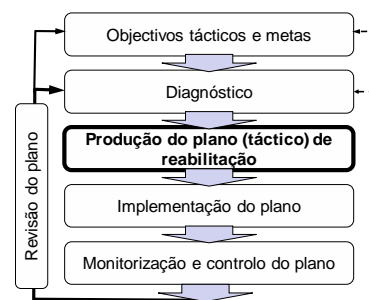 Objectivos tácticos e metas
Diagnóstico
Produção do plano (táctico) de
reabilitação
Implementação do plano
Monitorização e controlo do plano
Revisão do plano